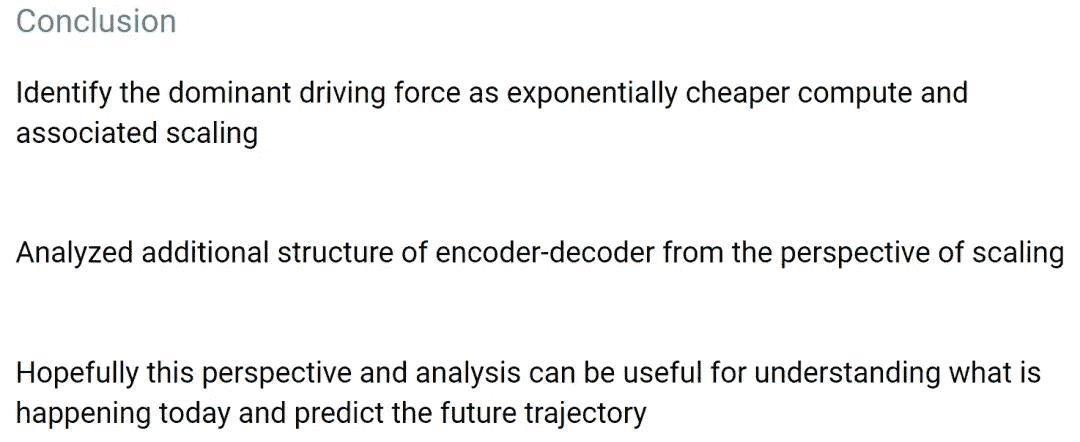 Conclusion
Identify the dominant driving force as exponentially cheaper compute and
associated scaling
Analyzed additional structure of encoder-decoder from the perspective of scaling
Hopefully this perspective and analysis can be useful for understanding what is
happening today and predict the future trajectory